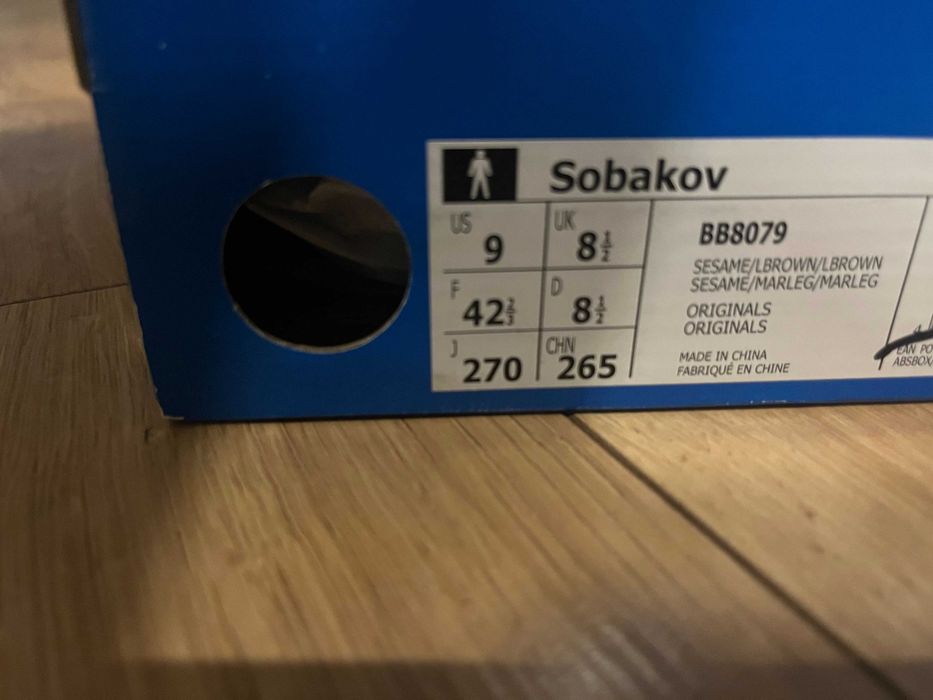 Sobakov
US 9 UK 8½
F 42⅔ D 8½
J 270 CHN 265
BB8079
SESAME/LBROWN/LBROWN
SESAME/MARLEG/MARLEG
ORIGINALS
ORIGINALS
MADE IN CHINA
FABRIQUÉ EN CHINE